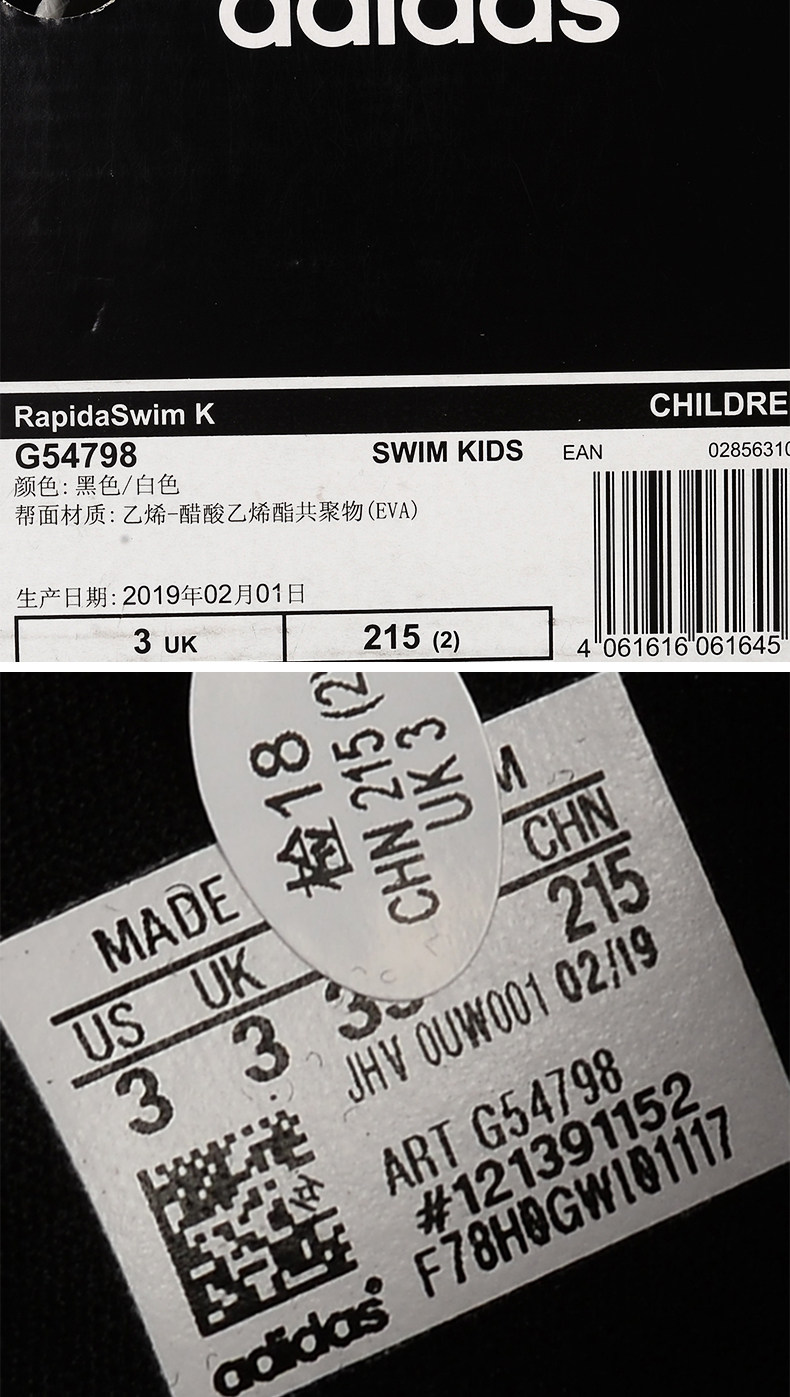 adidas
RapidaSwim K CHILDRE
G54798 SWIM KIDS EAN 02856310
颜色: 黑色/白色
帮面材质: 乙烯-醋酸乙烯酯共聚物(EVA)
生产日期: 2019年02月01日
3 UK 215 (2)
4 061616 061645
检18
CHN 215 (2
UK 3
MADE M
US UK CHN
3 3 215
JHV 0UW001 02/19
ART G54798
#121391152
F78H0GWI01117
adidas